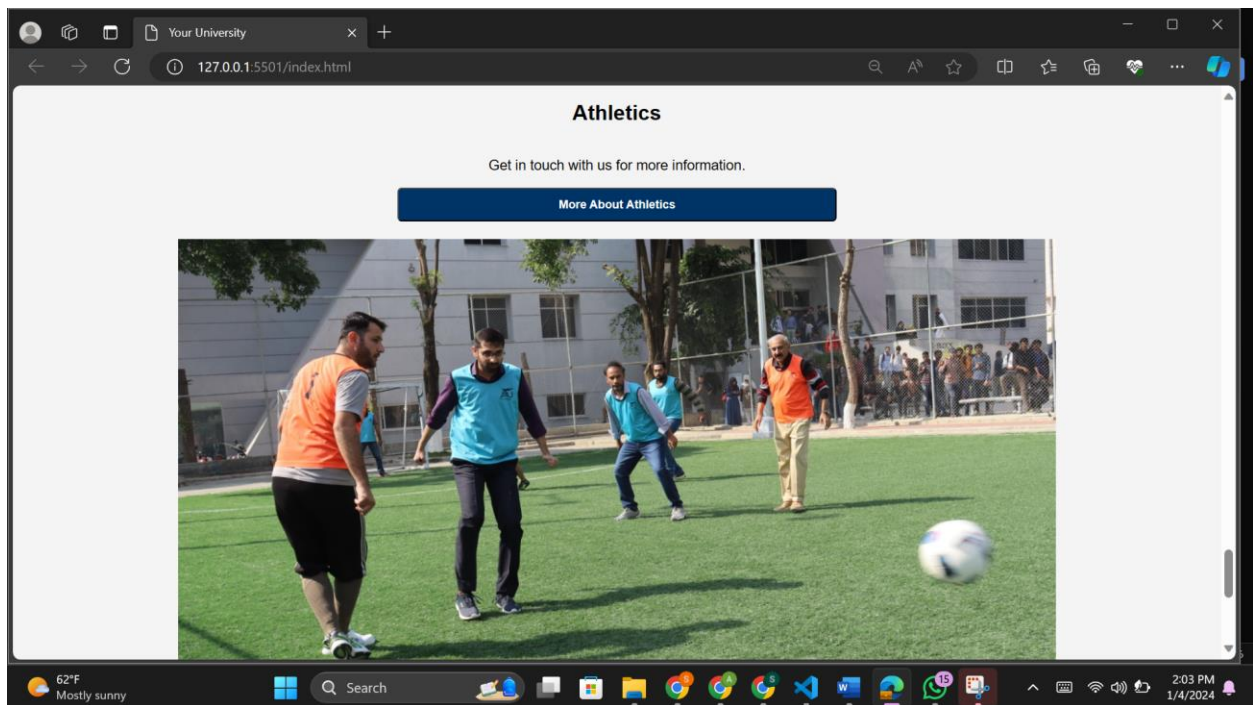 Your University
127.0.0.1:5501/index.html
Athletics
Get in touch with us for more information.
More About Athletics
62°F
Mostly sunny
Search
15
2:03 PM
1/4/2024